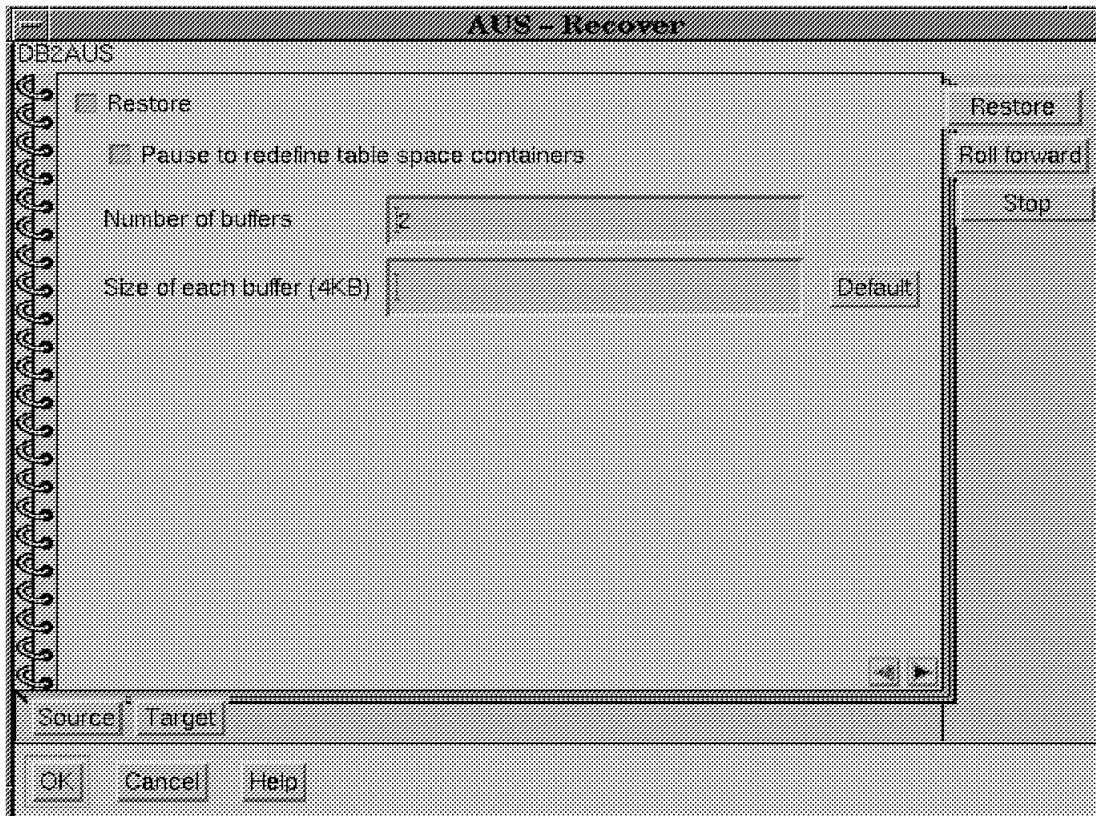 AUS – Recover
DB2AUS
Restore
Restore
Pause to redefine table space containers
Roll forward
Number of buffers 2
Stop
Size of each buffer (4KB)
Default
Source Target
OK Cancel Help